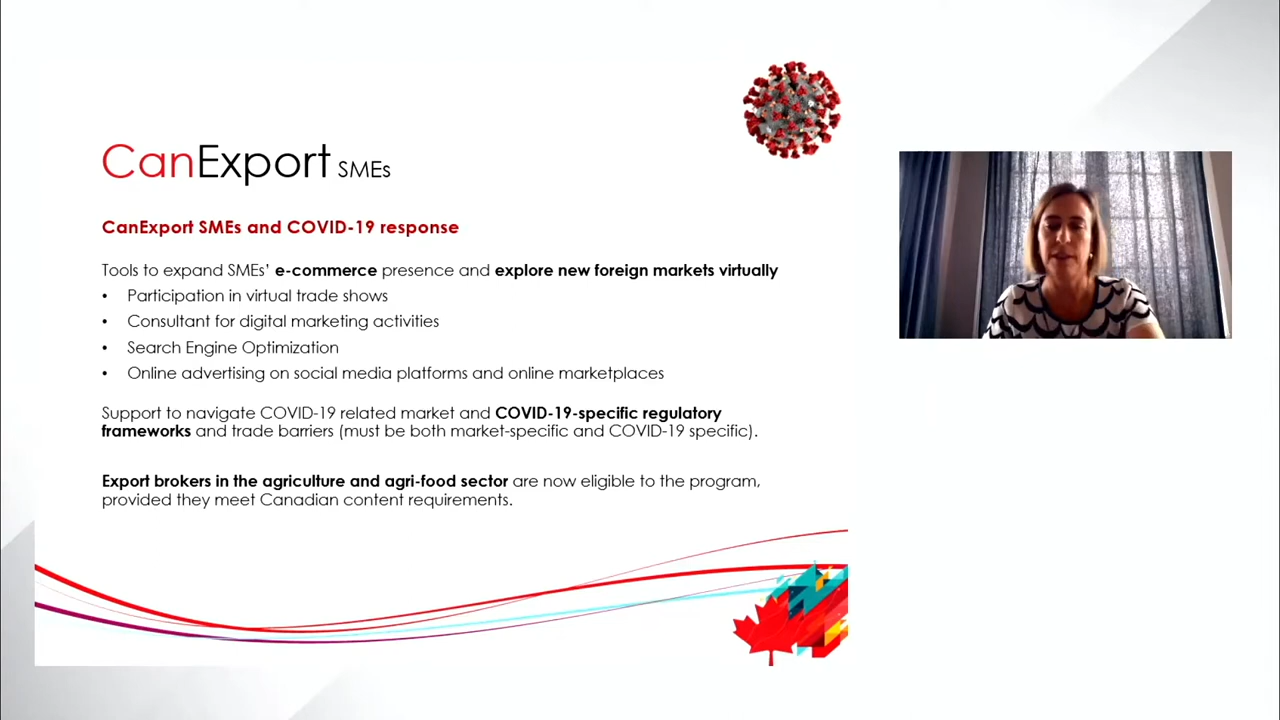 CanExport SMEs
CanExport SMEs and COVID-19 response
Tools to expand SMEs’ e-commerce presence and explore new foreign markets virtually
• Participation in virtual trade shows
• Consultant for digital marketing activities
• Search Engine Optimization
• Online advertising on social media platforms and online marketplaces
Support to navigate COVID-19 related market and COVID-19-specific regulatory
frameworks and trade barriers (must be both market-specific and COVID-19 specific).
Export brokers in the agriculture and agri-food sector are now eligible to the program,
provided they meet Canadian content requirements.